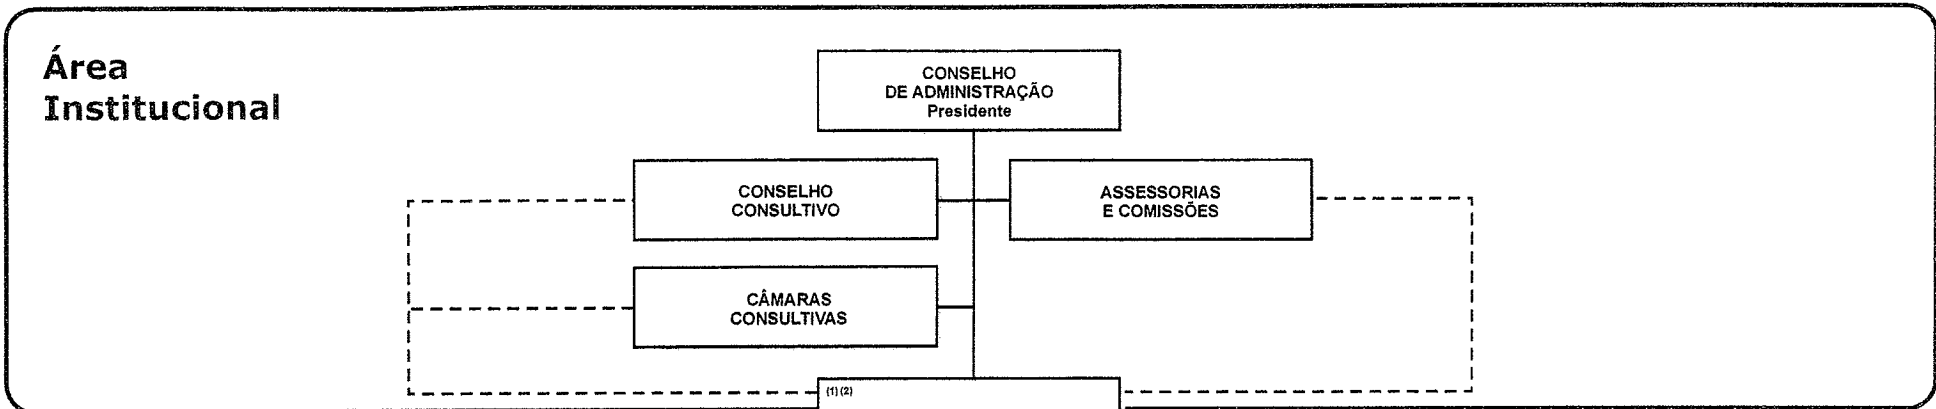 Área
Institucional
CONSELHO
DE ADMINISTRAÇÃO
Presidente
CONSELHO
CONSULTIVO
ASSESSORIAS
E COMISSÕES
CÂMARAS
CONSULTIVAS
(1) (2)